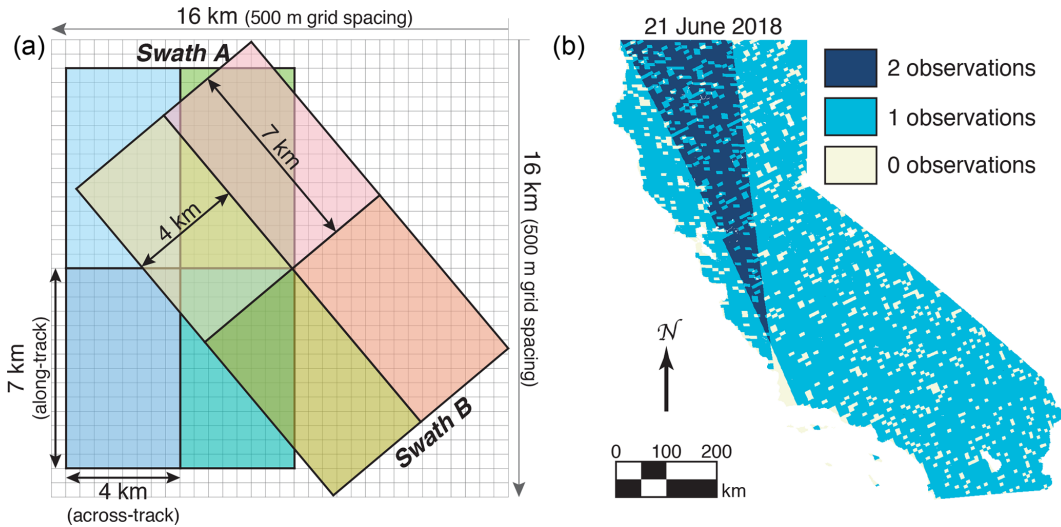 16 km (500 m grid spacing)
(a)
Swath A
7 km
4 km
16 km (500 m grid spacing)
7 km
(along-track)
Swath B
4 km
(across-track)
(b)
21 June 2018
2 observations
1 observations
0 observations
N
0 100 200
km